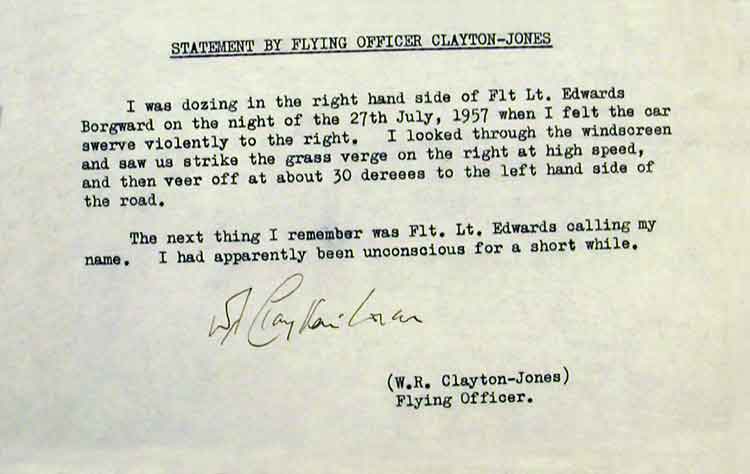 STATEMENT BY FLYING OFFICER CLAYTON-JONES
I was dozing in the right hand side of Flt Lt. Edwards
Borgward on the night of the 27th July, 1957 when I felt the car
swerve violently to the right. I looked through the windscreen
and saw us strike the grass verge on the right at high speed,
and then veer off at about 30 dereees to the left hand side of
the road.
The next thing I remember was Flt. Lt. Edwards calling my
name. I had apparently been unconscious for a short while.
(W.R. Clayton-Jones)
Flying Officer.